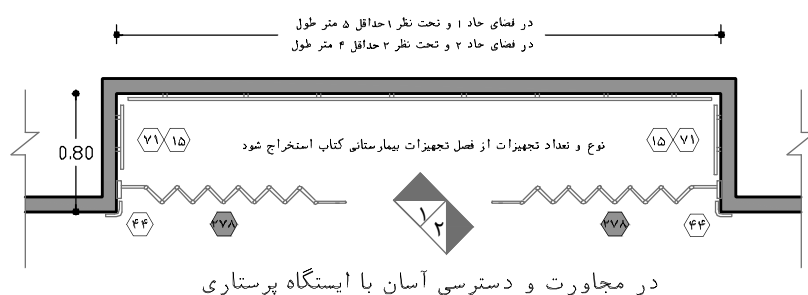 در فضای حاد ۱ و تحت نظر ۱حداقل ۵ متر طول
در فضای حاد ۲ و تحت نظر ۲حداقل ۴ متر طول
۷۱ ۱۵
نوع و تعداد تجهیزات از فصل تجهیزات بیمارستانی کتاب استخراج شود
۱۵ ۷۱
0.80
۴۴
۲۷۸
۱
۲
۲۷۸
۴۴
در مجاورت و دسترسی آسان با ایستگاه پرستاری